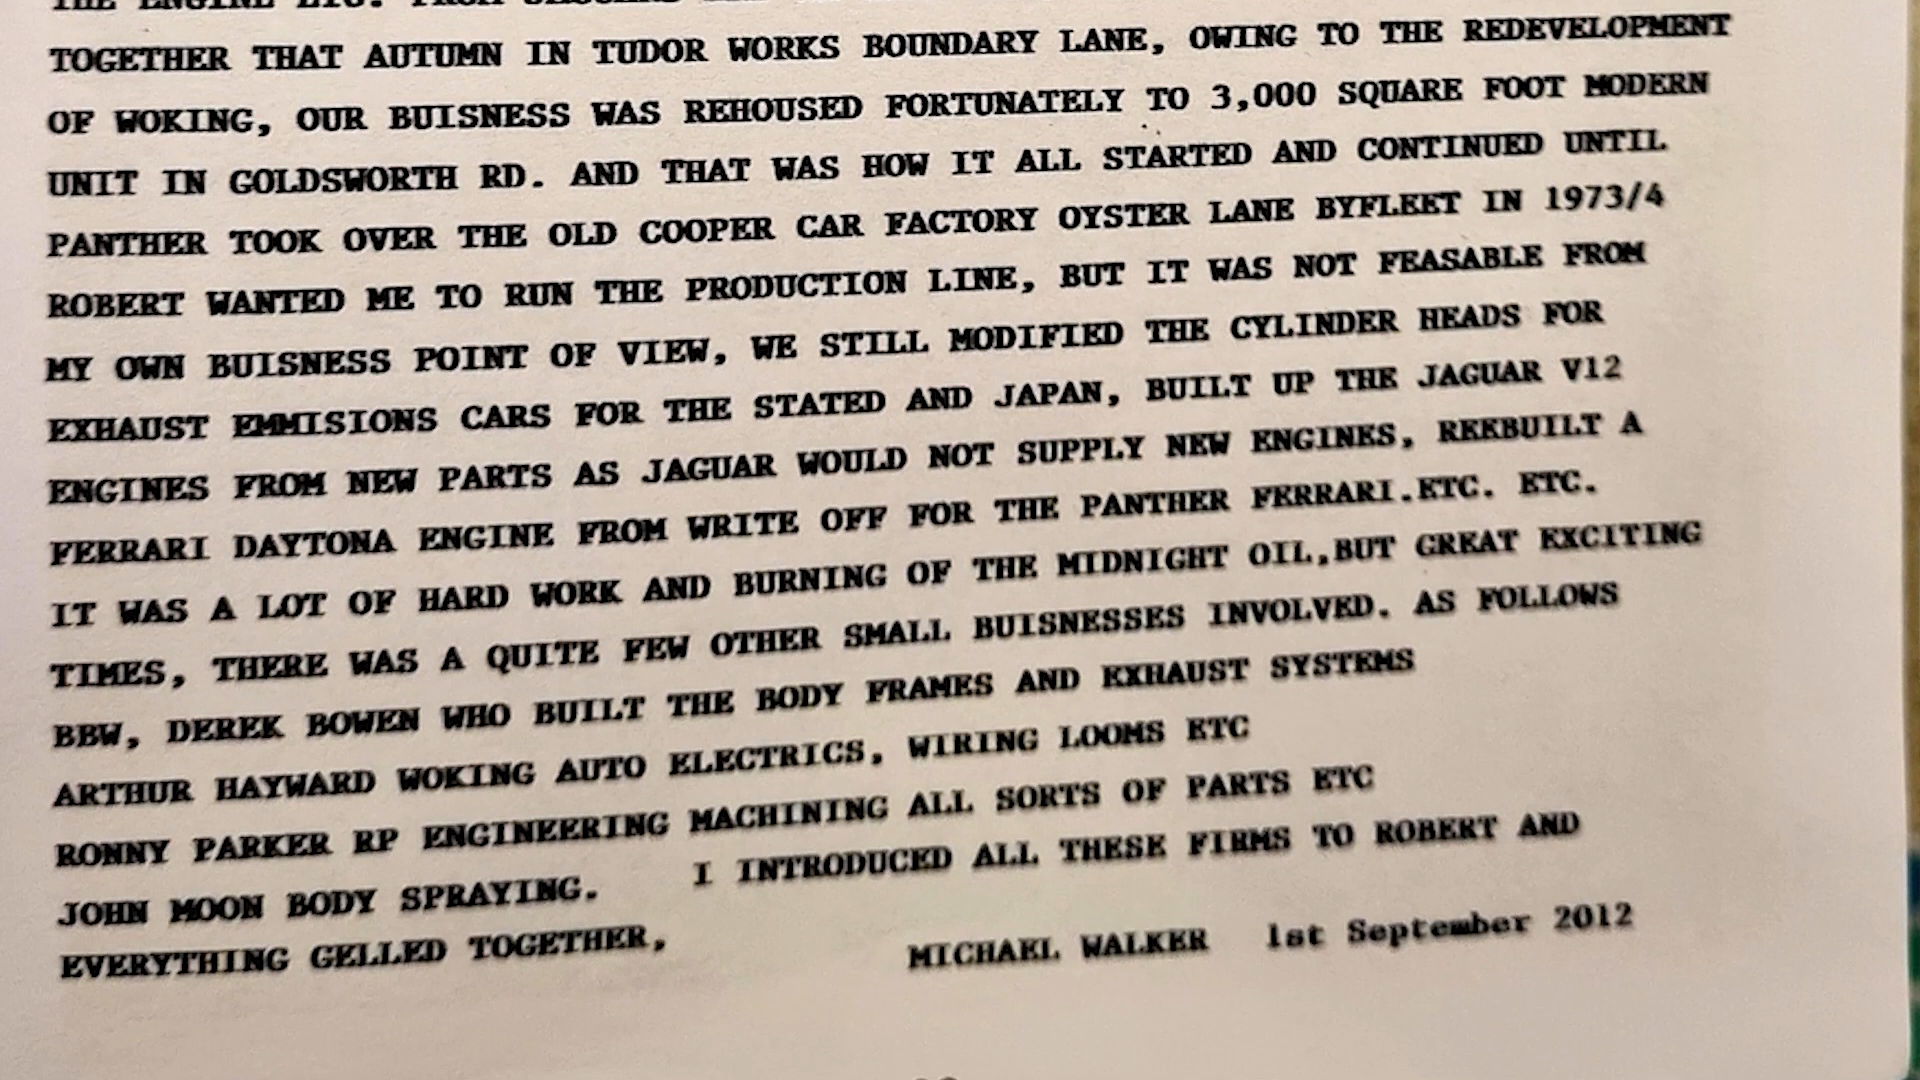 THE ENGINE ETC. FROM
TOGETHER THAT AUTUMN IN TUDOR WORKS BOUNDARY LANE, OWING TO THE REDEVELOPMENT
OF WOKING, OUR BUISNESS WAS REHOUSED FORTUNATELY TO 3,000 SQUARE FOOT MODERN
UNIT IN GOLDSWORTH RD. AND THAT WAS HOW IT ALL STARTED AND CONTINUED UNTIL
PANTHER TOOK OVER THE OLD COOPER CAR FACTORY OYSTER LANE BYFLEET IN 1973/4
ROBERT WANTED ME TO RUN THE PRODUCTION LINE, BUT IT WAS NOT FEASABLE FROM
MY OWN BUISNESS POINT OF VIEW, WE STILL MODIFIED THE CYLINDER HEADS FOR
EXHAUST EMMISIONS CARS FOR THE STATED AND JAPAN, BUILT UP THE JAGUAR V12
ENGINES FROM NEW PARTS AS JAGUAR WOULD NOT SUPPLY NEW ENGINES, REEBUILT A
FERRARI DAYTONA ENGINE FROM WRITE OFF FOR THE PANTHER FERRARI.ETC. ETC.
IT WAS A LOT OF HARD WORK AND BURNING OF THE MIDNIGHT OIL,BUT GREAT EXCITING
TIMES, THERE WAS A QUITE FEW OTHER SMALL BUISNESSES INVOLVED. AS FOLLOWS
BBW, DEREK BOWEN WHO BUILT THE BODY FRAMES AND EXHAUST SYSTEMS
ARTHUR HAYWARD WOKING AUTO ELECTRICS, WIRING LOOMS ETC
RONNY PARKER RP ENGINEERING MACHINING ALL SORTS OF PARTS ETC
JOHN MOON BODY SPRAYING. I INTRODUCED ALL THESE FIRMS TO ROBERT AND
EVERYTHING GELLED TOGETHER,
MICHAEL WALKER 1st September 2012